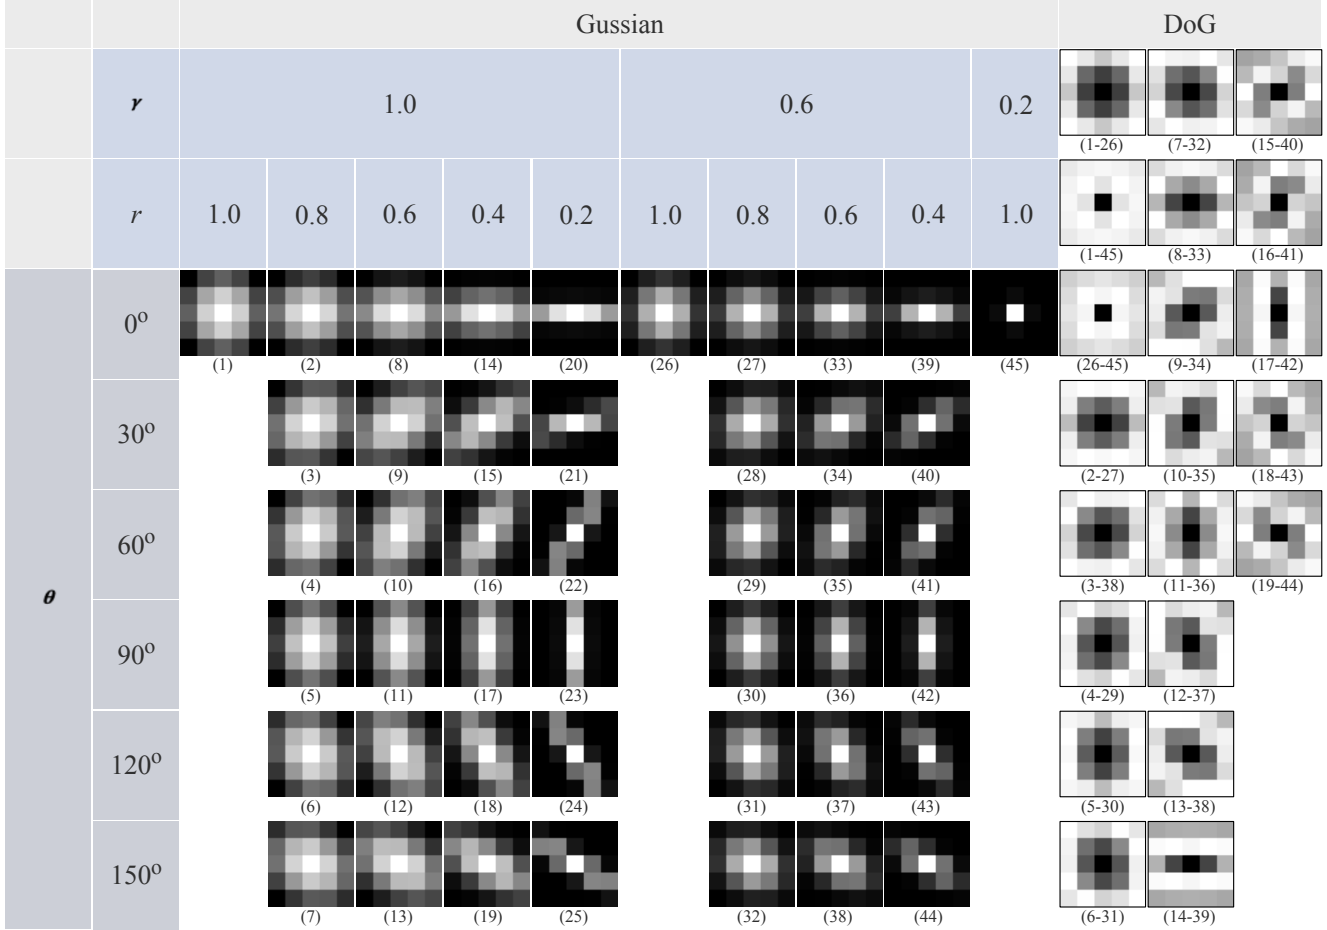 Gussian DoG
γ 1.0 0.6 0.2
(1-26) (7-32) (15-40)
r 1.0 0.8 0.6 0.4 0.2 1.0 0.8 0.6 0.4 1.0
(1-45) (8-33) (16-41)
0º
(1) (2) (8) (14) (20) (26) (27) (33) (39) (45) (26-45) (9-34) (17-42)
30º
(3) (9) (15) (21) (28) (34) (40) (2-27) (10-35) (18-43)
60º
(4) (10) (16) (22) (29) (35) (41) (3-38) (11-36) (19-44)
θ
90º
(5) (11) (17) (23) (30) (36) (42) (4-29) (12-37)
120º
(6) (12) (18) (24) (31) (37) (43) (5-30) (13-38)
150º
(7) (13) (19) (25) (32) (38) (44) (6-31) (14-39)